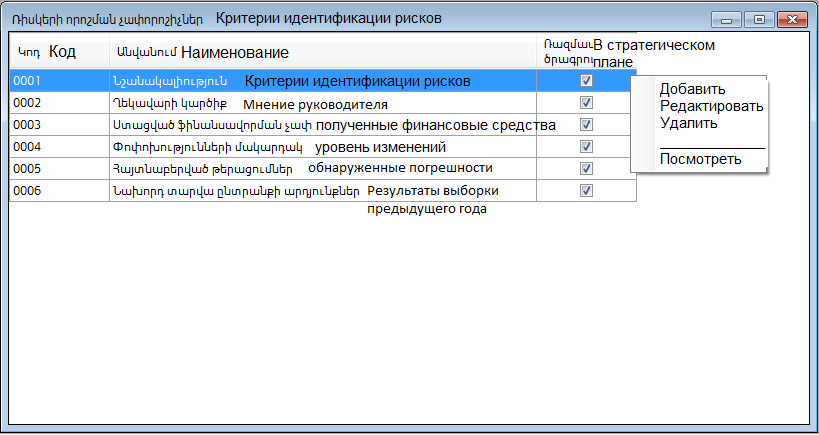 Ռիսկերի որոշման չափորոշիչներ Критерии идентификации рисков
Կոդ Код Անվանում Наименование Ռազմավ В стратегическом
ծրագրու плане
0001 Նշանակալիություն Критерии идентификации рисков
0002 Ղեկավարի կարծիք Мнение руководителя
0003 Ստացված ֆինանսավորման չափ полученные финансовые средства
0004 Փոփոխությունների մակարդակ уровень изменений
0005 Հայտնաբերված թերացումներ обнаруженные погрешности
0006 Նախորդ տարվա ընտրանքի արդյունքներ Результаты выборки
предыдущего года
Добавить
Редактировать
Удалить
Посмотреть